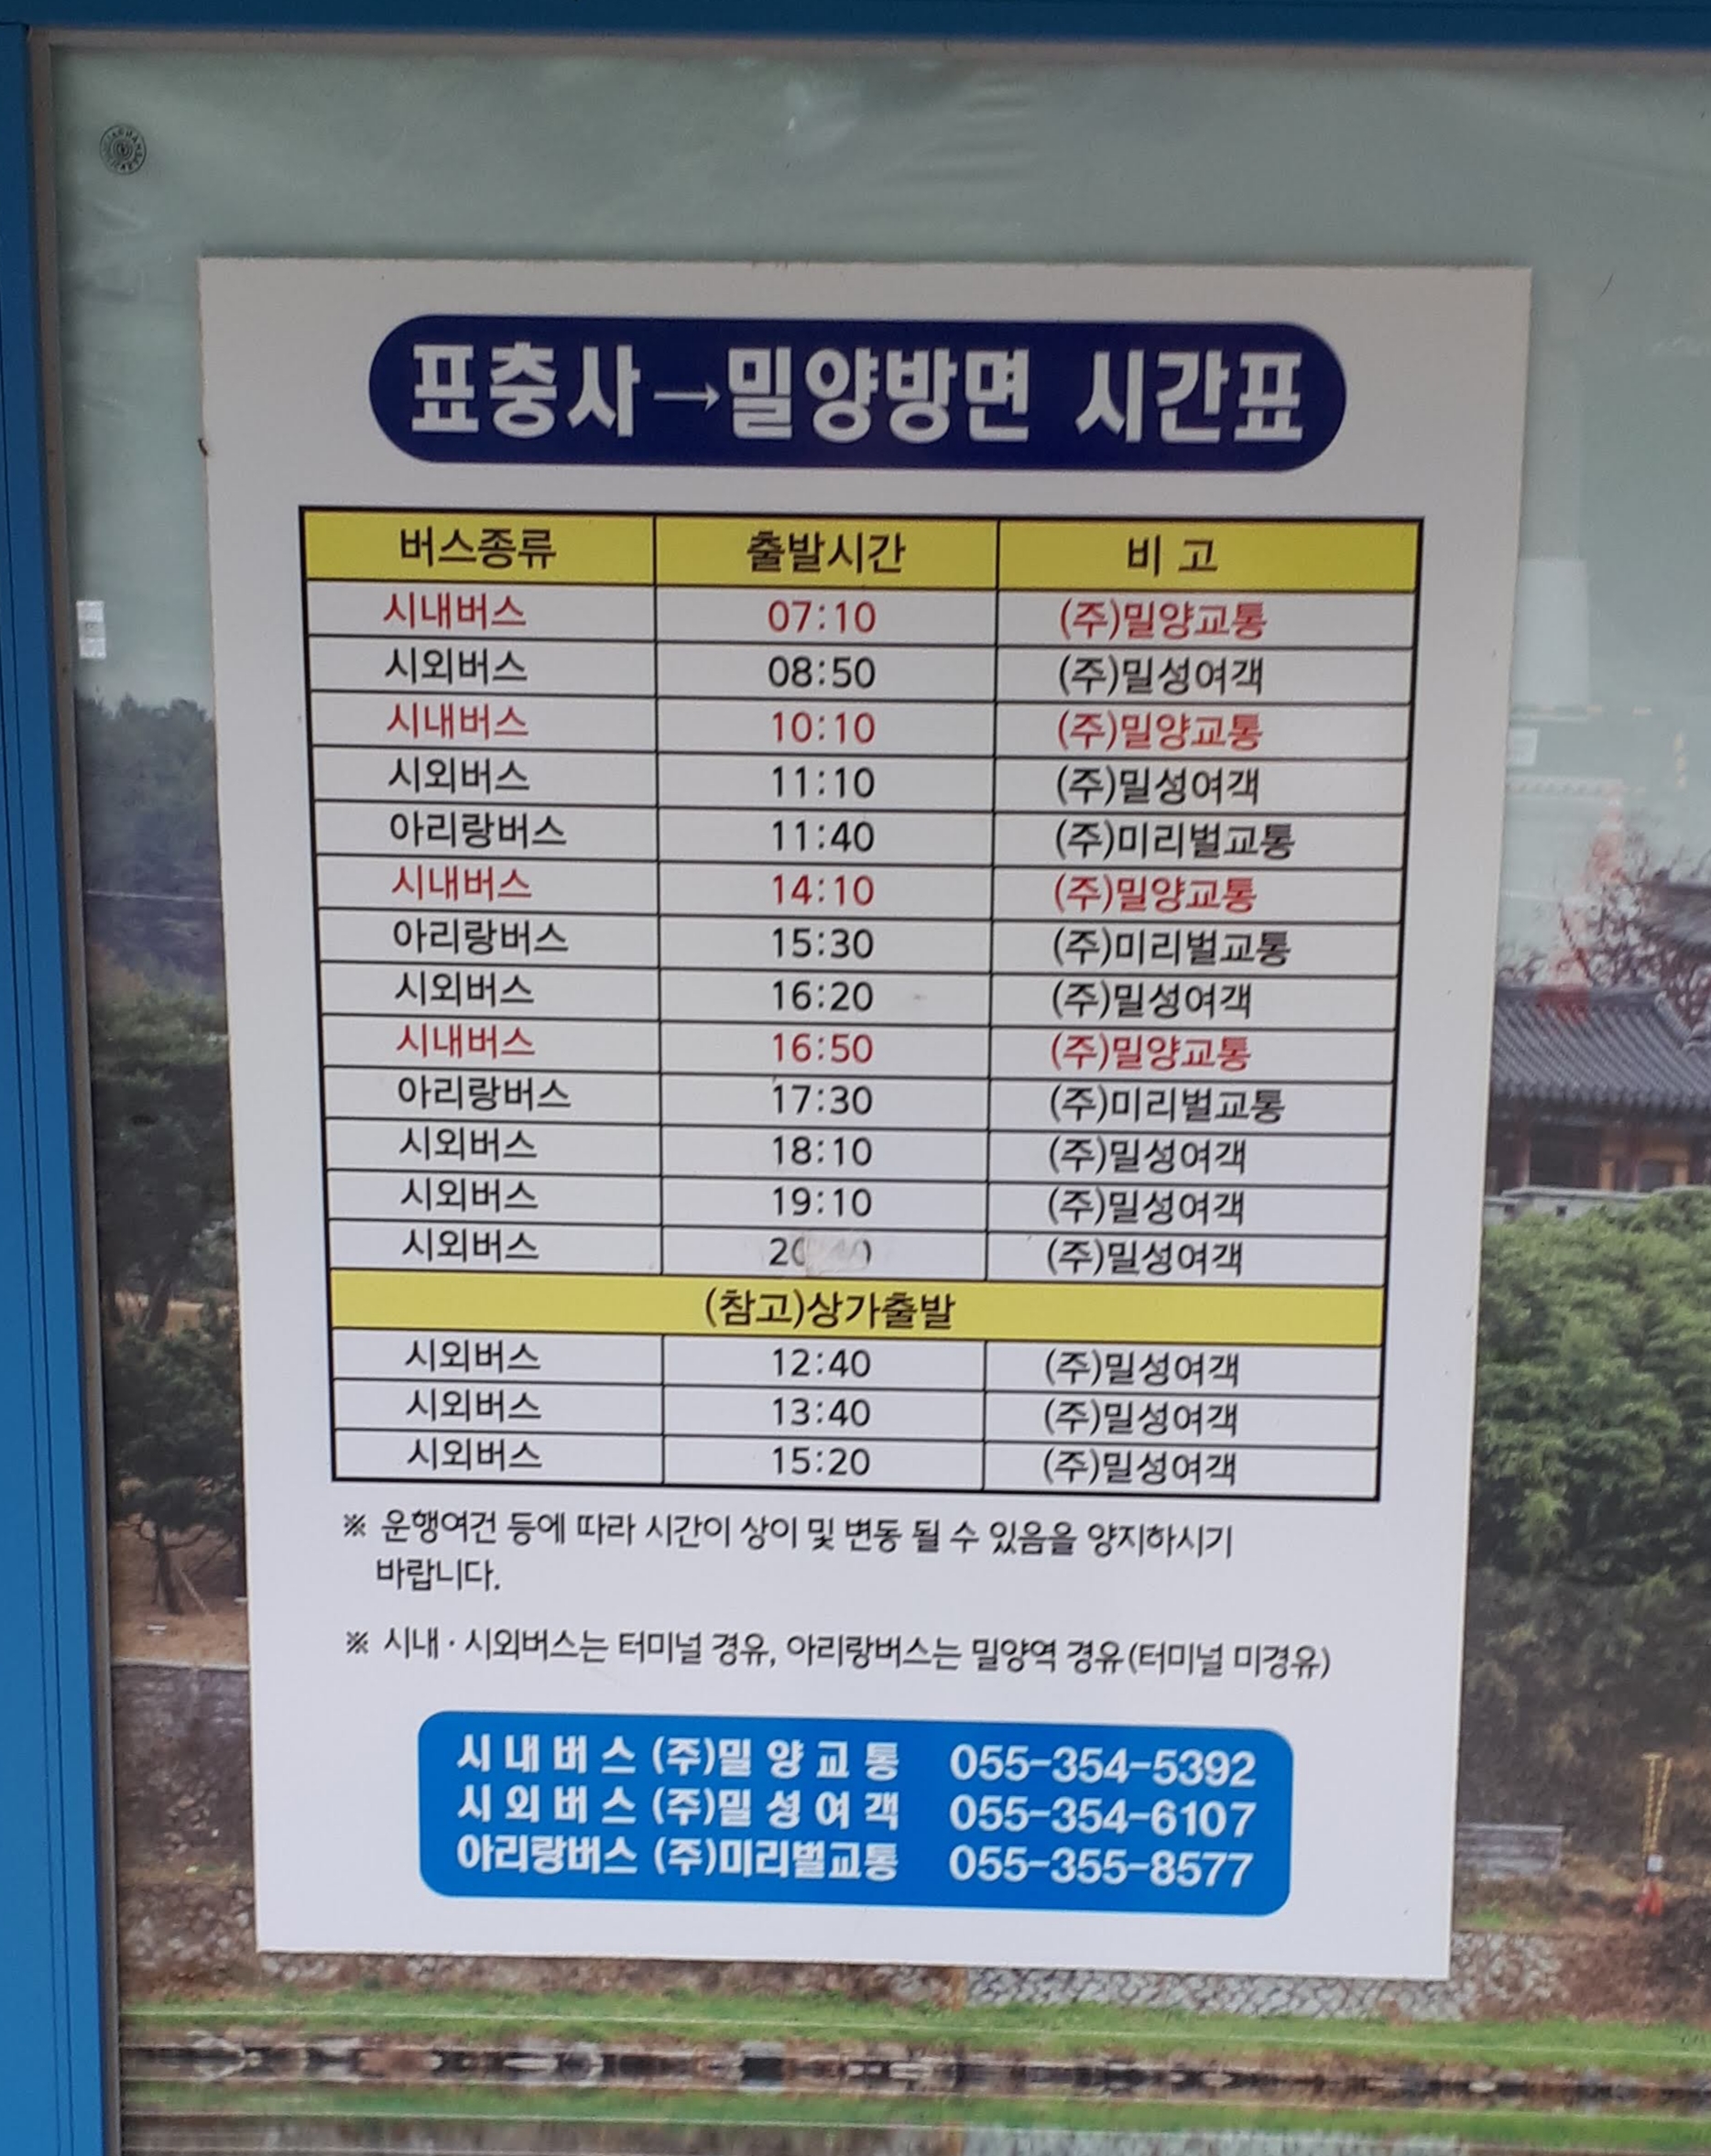 표충사→밀양방면 시간표
버스종류 출발시간 비 고
시내버스 07:10 (주)밀양교통
시외버스 08:50 (주)밀성여객
시내버스 10:10 (주)밀양교통
시외버스 11:10 (주)밀성여객
아리랑버스 11:40 (주)미리벌교통
시내버스 14:10 (주)밀양교통
아리랑버스 15:30 (주)미리벌교통
시외버스 16:20 (주)밀성여객
시내버스 16:50 (주)밀양교통
아리랑버스 17:30 (주)미리벌교통
시외버스 18:10 (주)밀성여객
시외버스 19:10 (주)밀성여객
시외버스 (주)밀성여객
(참고)상가출발
시외버스 12:40 (주)밀성여객
시외버스 13:40 (주)밀성여객
시외버스 15:20 (주)밀성여객
※ 운행여건 등에 따라 시간이 상이 및 변동 될 수 있음을 양지하시기
바랍니다.
※ 시내·시외버스는 터미널 경유, 아리랑버스는 밀양역 경유(터미널 미경유)
시 내 버 스 (주)밀 양 교 통 055-354-5392
시 외 버 스 (주)밀 성 여 객 055-354-6107
아리랑버스 (주)미리벌교통 055-355-8577